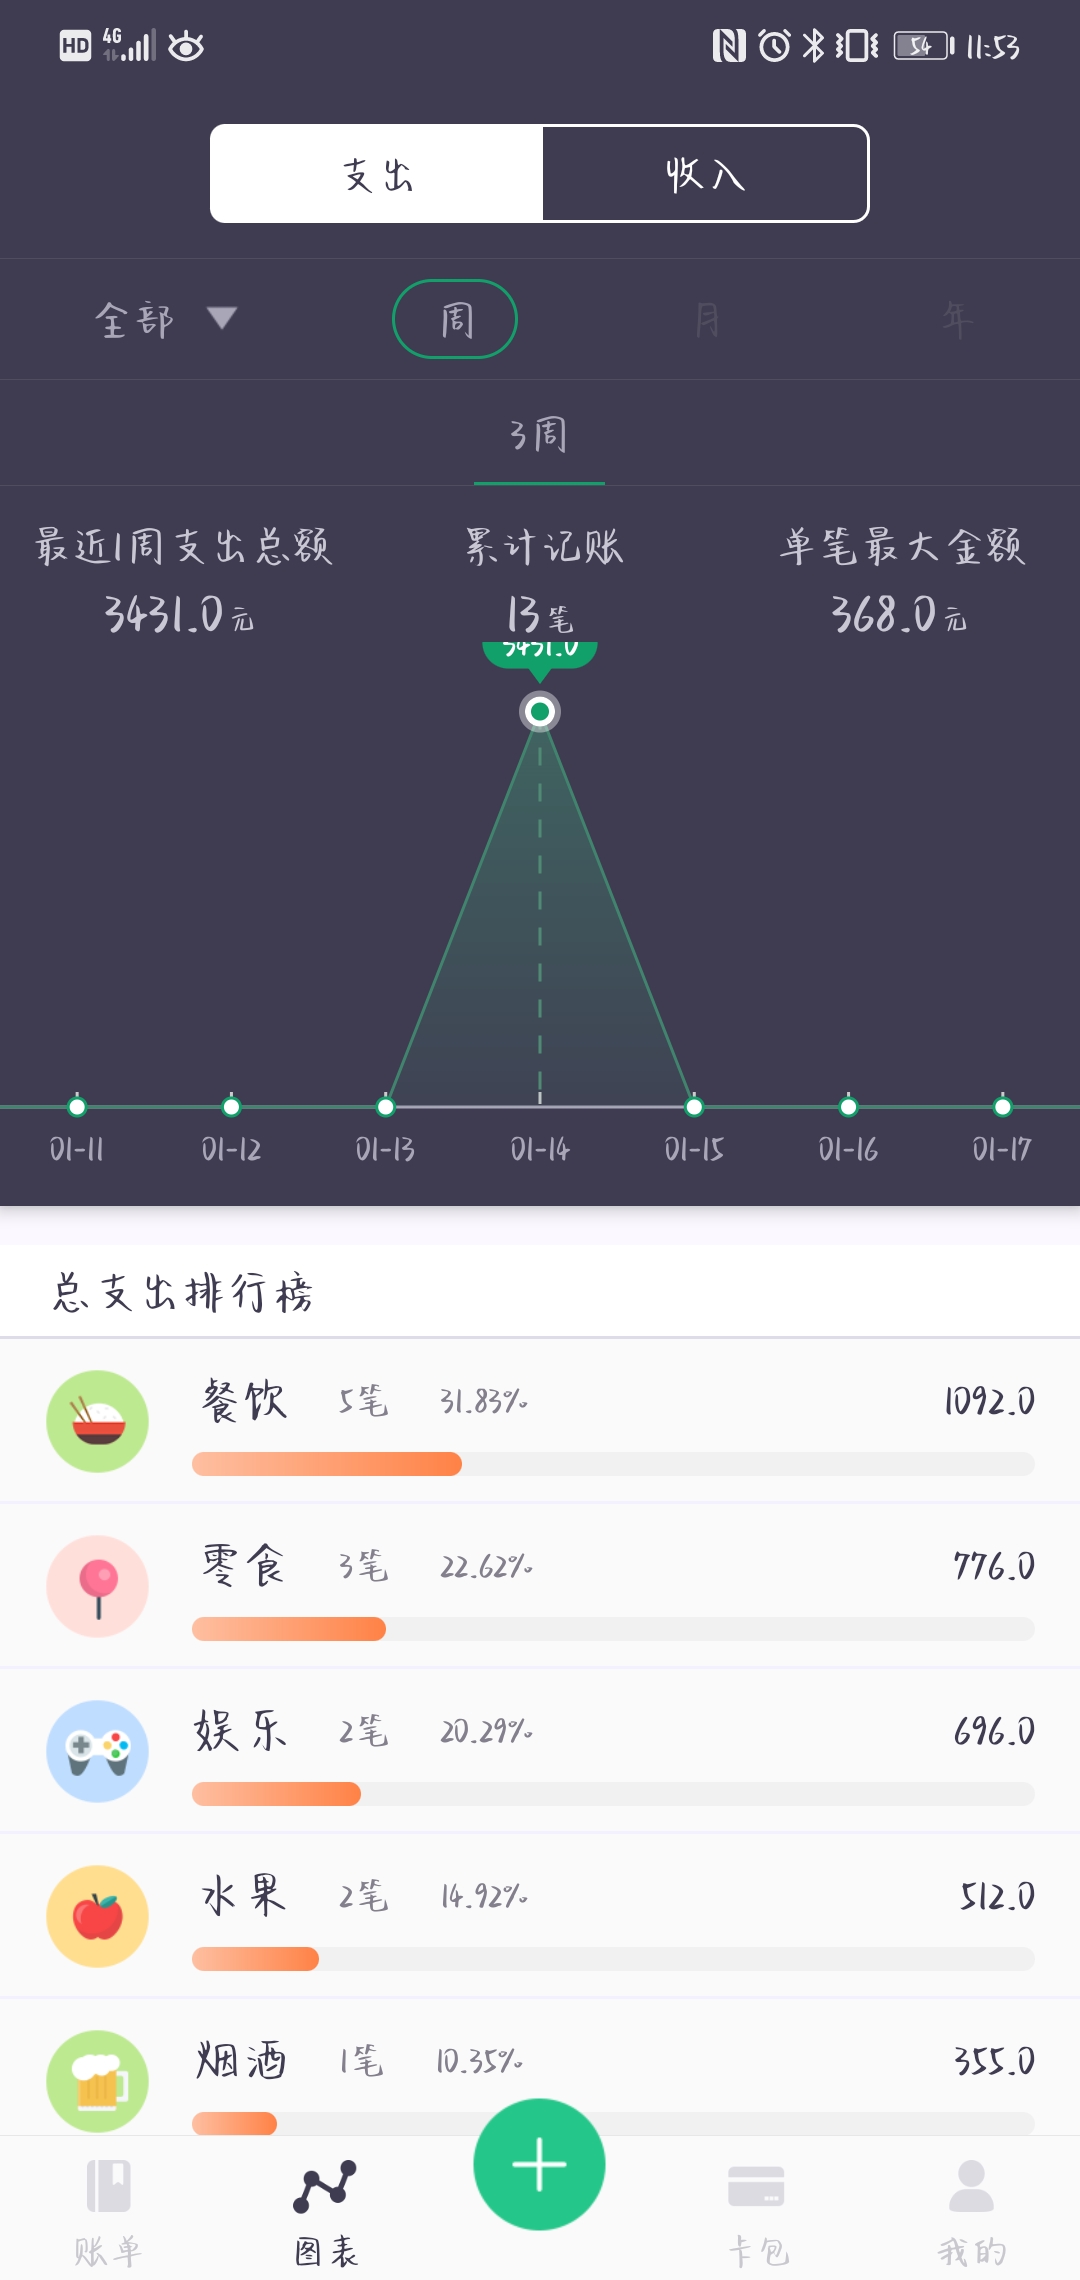 HD 4G 54 11:53
支出 收入
全部 周 月 年
3周
最近1周支出总额 累计记账 单笔最大金额
3431.0元 13笔 368.0元
3431.0
01-11 01-12 01-13 01-14 01-15 01-16 01-17
总支出排行榜
餐饮 5笔 31.83% 1092.0
零食 3笔 22.62% 776.0
娱乐 2笔 20.29% 696.0
水果 2笔 14.92% 512.0
烟酒 1笔 10.35% 355.0
账单 图表 卡包 我的